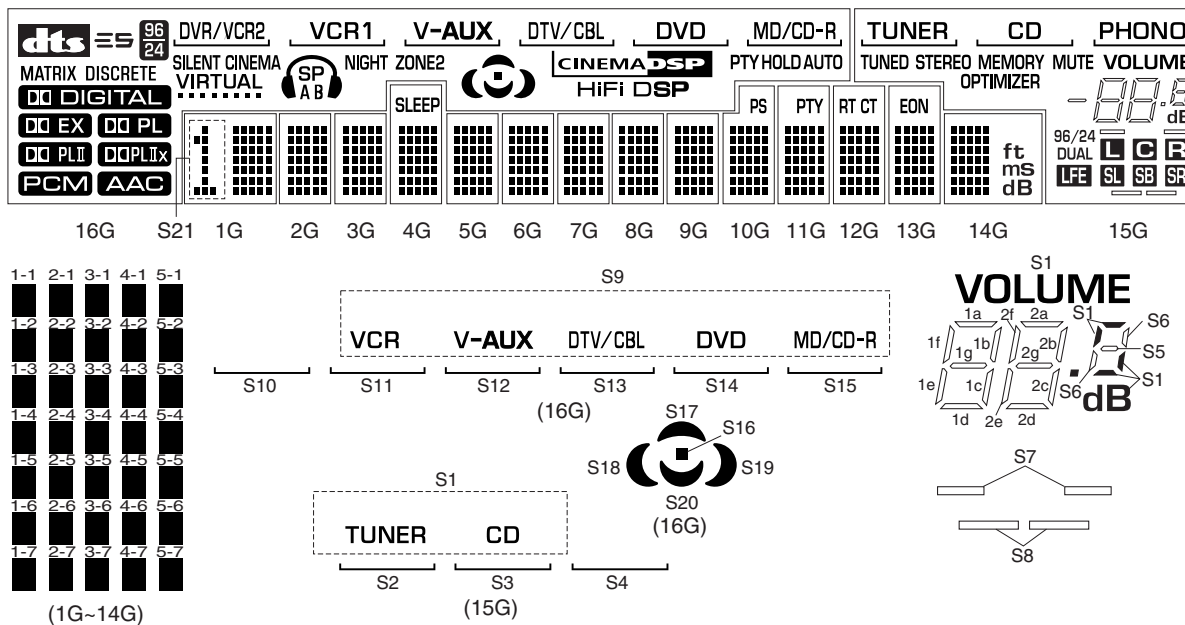 dts ES 96/24 DVR/VCR2 VCR1 V-AUX DTV/CBL DVD MD/CD-R TUNER CD PHONO
MATRIX DISCRETE SILENT CINEMA VIRTUAL SP A B NIGHT ZONE2 CINEMA DSP PTY HOLD AUTO TUNED STEREO MEMORY MUTE VOLUME
HiFi DSP OPTIMIZER
DIGITAL SLEEP PS PTY RT CT EON -88.8 dB
EX PL 96/24 DUAL L C R
PL II PL IIx ft mS dB
PCM AAC LFE SL SB SR
16G S21 1G 2G 3G 4G 5G 6G 7G 8G 9G 10G 11G 12G 13G 14G 15G
1-1 2-1 3-1 4-1 5-1
1-2 2-2 3-2 4-2 5-2
1-3 2-3 3-3 4-3 5-3
1-4 2-4 3-4 4-4 5-4
1-5 2-5 3-5 4-5 5-5
1-6 2-6 3-6 4-6 5-6
1-7 2-7 3-7 4-7 5-7
(1G~14G)
S9
VCR V-AUX DTV/CBL DVD MD/CD-R
S10 S11 S12 S13 S14 S15
(16G)
S17
S16
S18 S19
S20
(16G)
S1
TUNER CD
S2 S3 S4
(15G)
S1
VOLUME
1a 2f 2a S1
1f 1b 2b S6
1g 2g S5
1e 1c 2c S6 S1
dB
1d 2e 2d
S7
S8